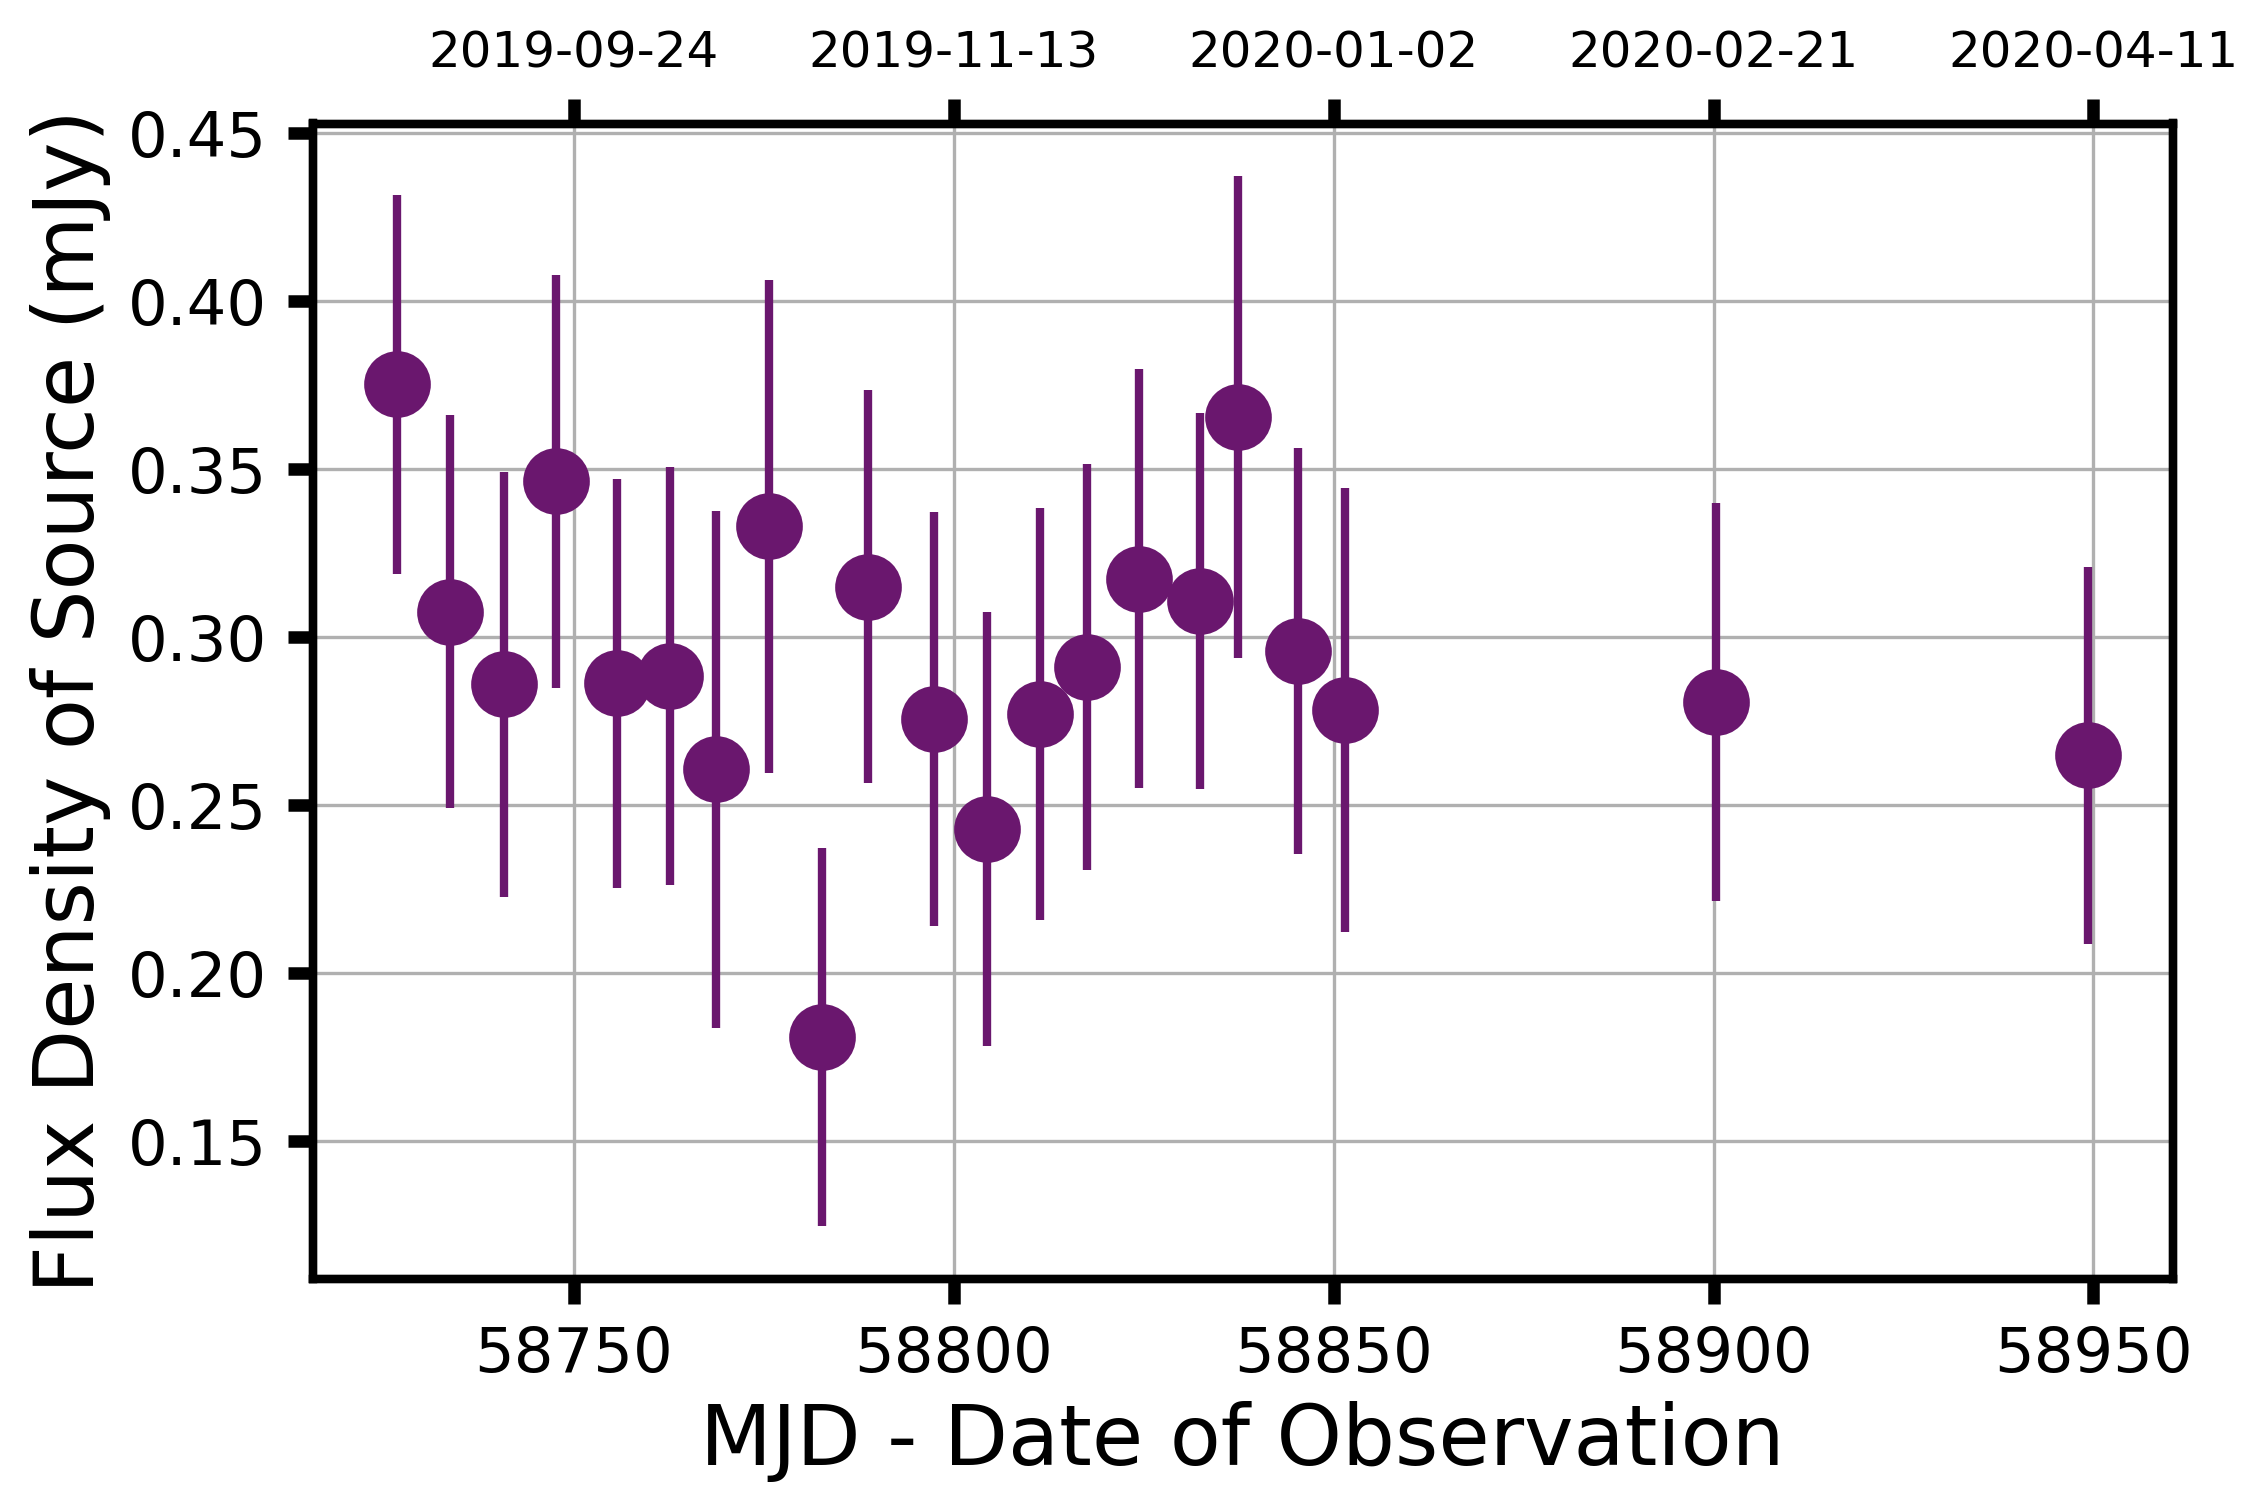 2019-09-24 2019-11-13 2020-01-02 2020-02-21 2020-04-11
Flux Density of Source (mJy)
0.45
0.40
0.35
0.30
0.25
0.20
0.15
58750 58800 58850 58900 58950
MJD - Date of Observation